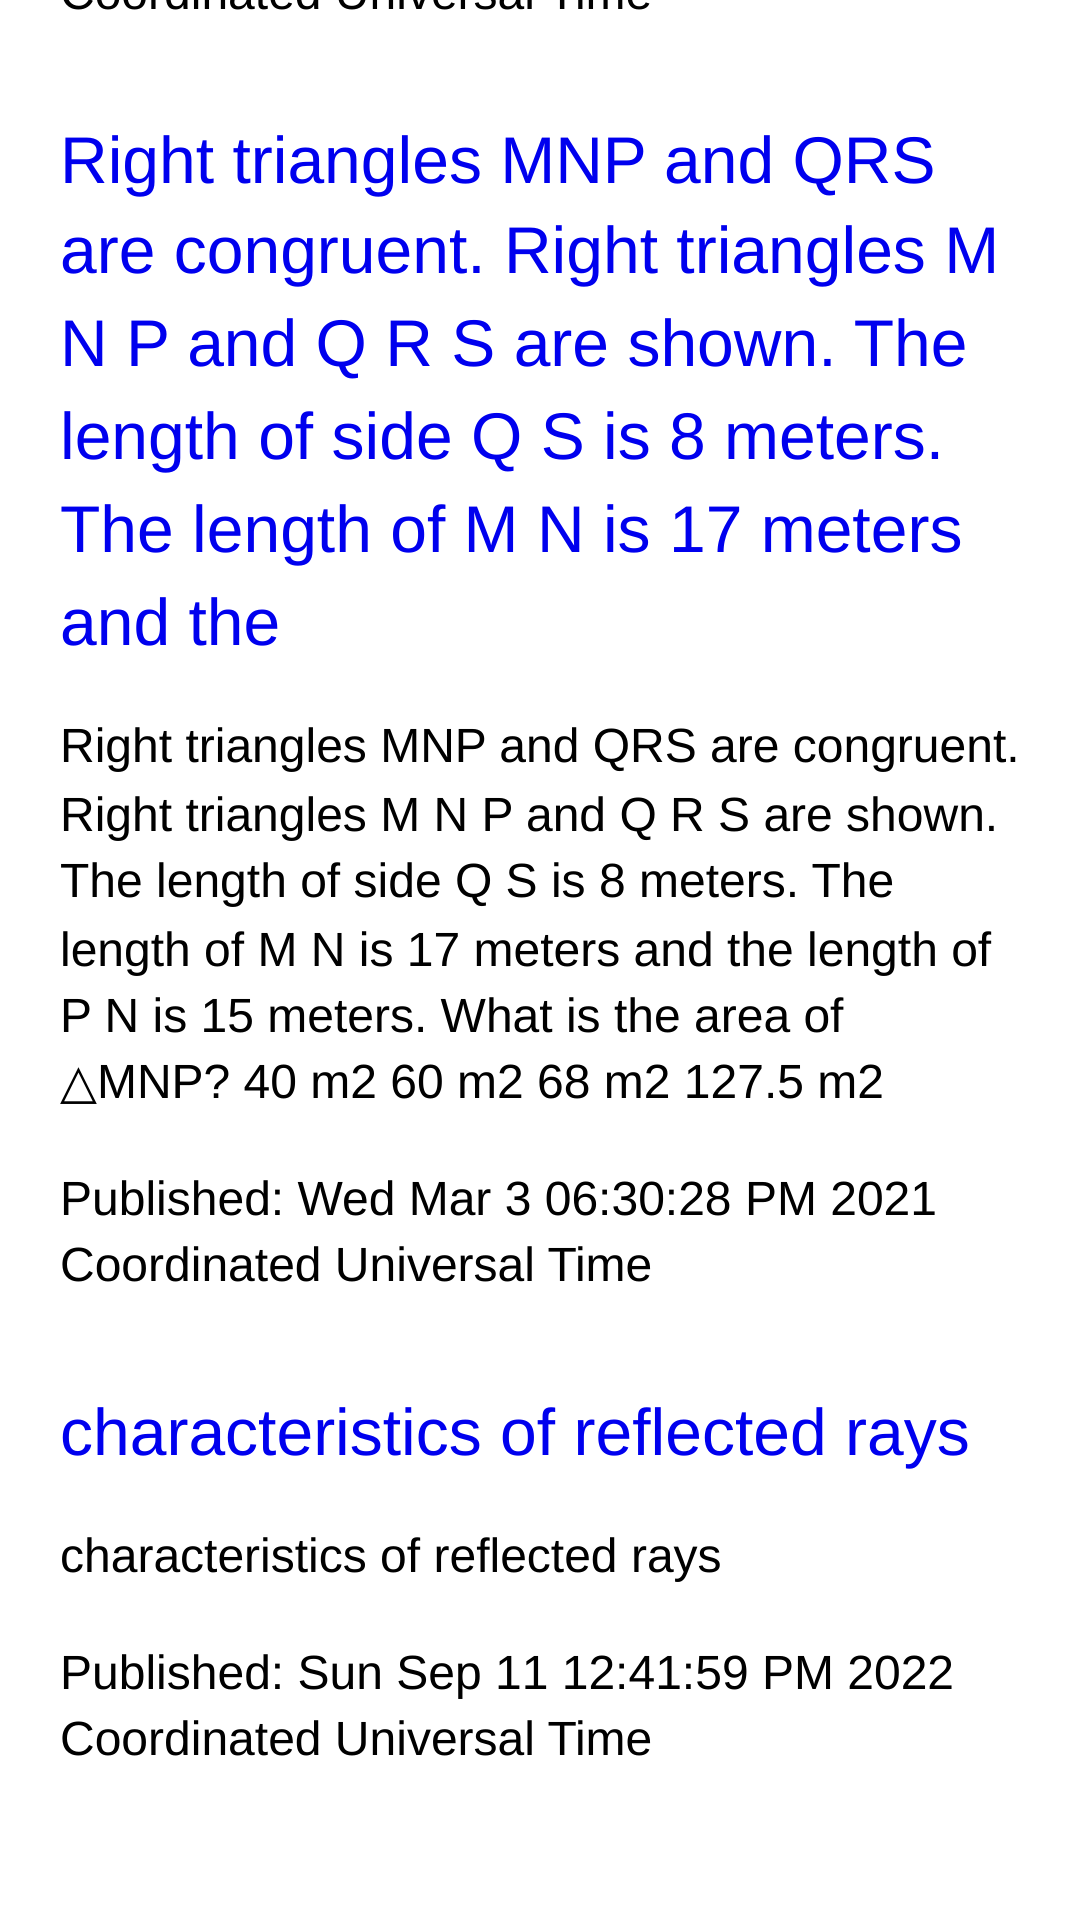 Coordinated Universal Time
Right triangles MNP and QRS
are congruent. Right triangles M
N P and Q R S are shown. The
length of side Q S is 8 meters.
The length of M N is 17 meters
and the
Right triangles MNP and QRS are congruent.
Right triangles M N P and Q R S are shown.
The length of side Q S is 8 meters. The
length of M N is 17 meters and the length of
P N is 15 meters. What is the area of
△MNP? 40 m2 60 m2 68 m2 127.5 m2
Published: Wed Mar 3 06:30:28 PM 2021
Coordinated Universal Time
characteristics of reflected rays
characteristics of reflected rays
Published: Sun Sep 11 12:41:59 PM 2022
Coordinated Universal Time